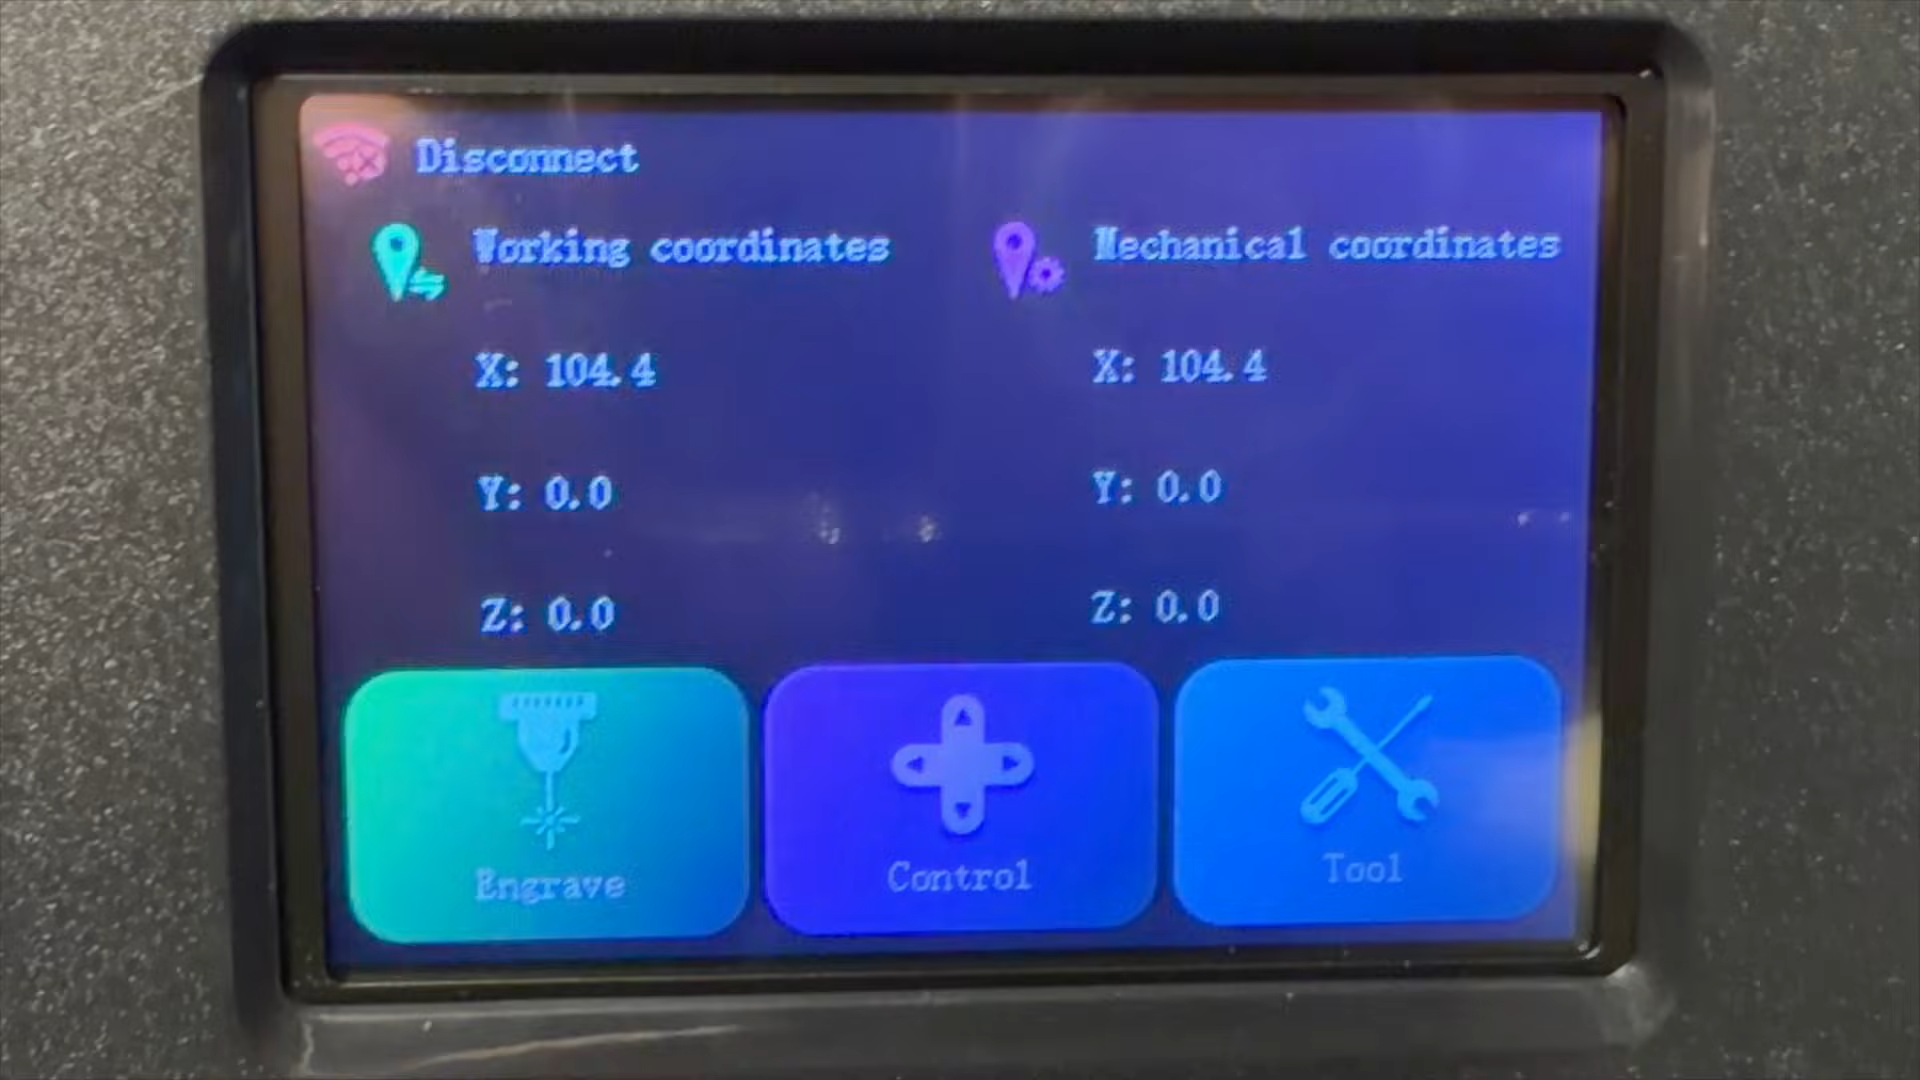 Disconnect
Working coordinates
X: 104.4
Y: 0.0
Z: 0.0
Mechanical coordinates
X: 104.4
Y: 0.0
Z: 0.0
Engrave
Control
Tool